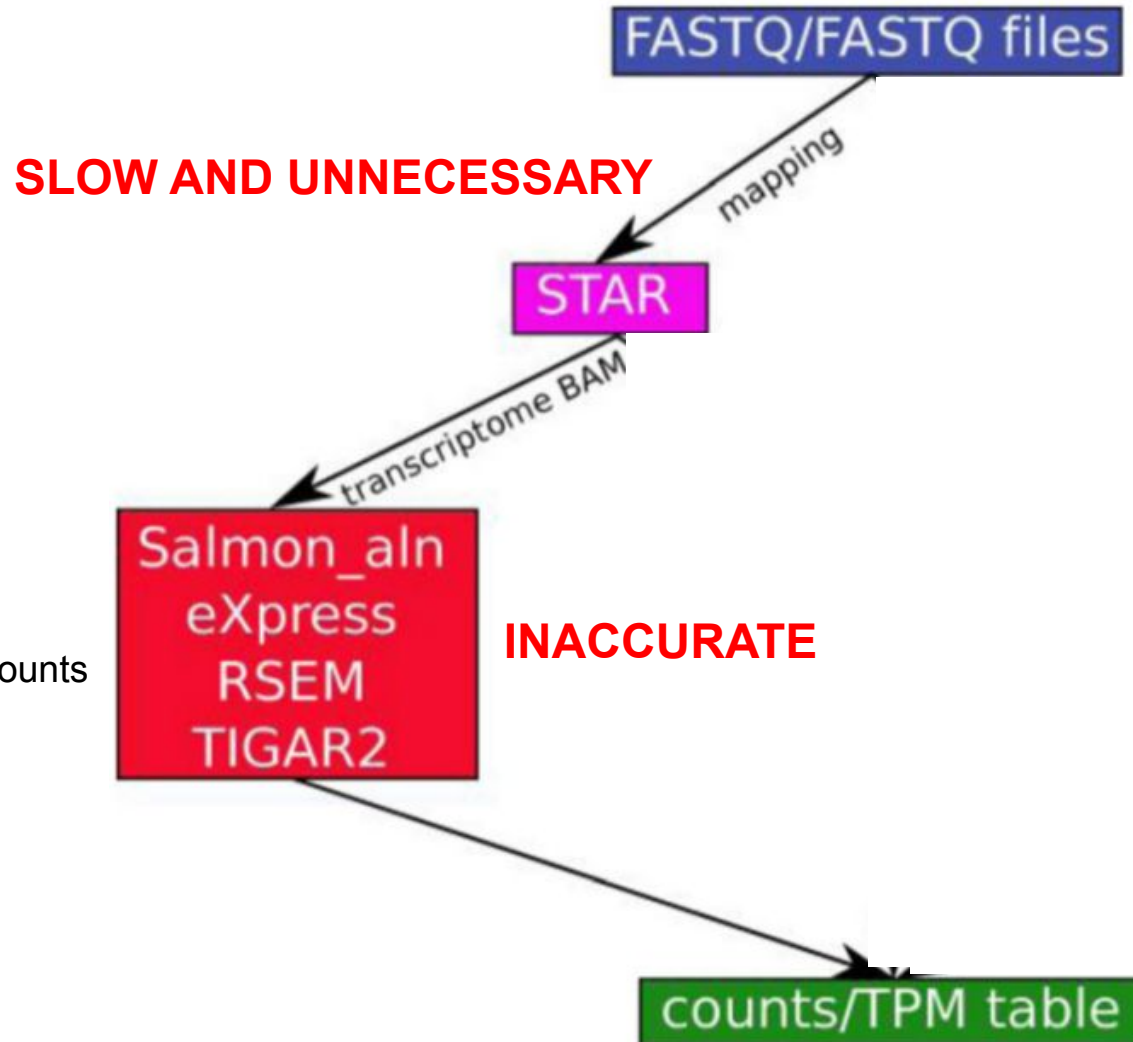 FASTQ/FASTQ files
SLOW AND UNNECESSARY
mapping
STAR
transcriptome BAM
Salmon_aln
eXpress
RSEM
TIGAR2
INACCURATE
ounts
counts/TPM table